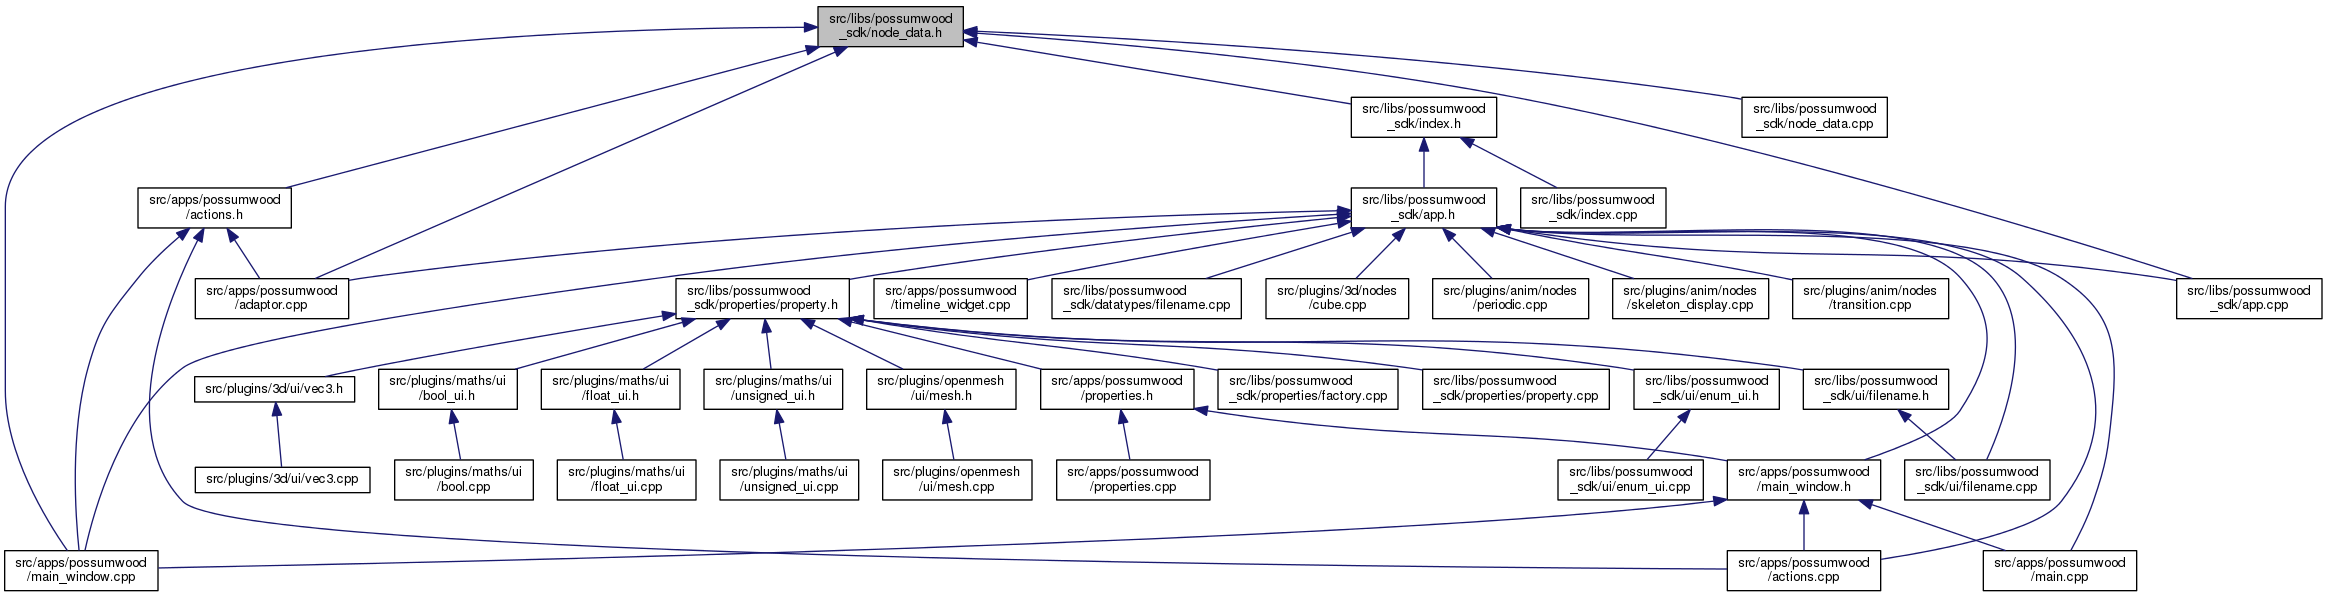 src/libs/possumwood
_sdk/node_data.h
src/libs/possumwood
_sdk/index.h
src/libs/possumwood
_sdk/node_data.cpp
src/apps/possumwood
/actions.h
src/libs/possumwood
_sdk/app.h
src/libs/possumwood
_sdk/index.cpp
src/apps/possumwood
/adaptor.cpp
src/libs/possumwood
_sdk/properties/property.h
src/apps/possumwood
/timeline_widget.cpp
src/libs/possumwood
_sdk/datatypes/filename.cpp
src/plugins/3d/nodes
/cube.cpp
src/plugins/anim/nodes
/periodic.cpp
src/plugins/anim/nodes
/skeleton_display.cpp
src/plugins/anim/nodes
/transition.cpp
src/libs/possumwood
_sdk/app.cpp
src/plugins/3d/ui/vec3.h
src/plugins/maths/ui
/bool_ui.h
src/plugins/maths/ui
/float_ui.h
src/plugins/maths/ui
/unsigned_ui.h
src/plugins/openmesh
/ui/mesh.h
src/apps/possumwood
/properties.h
src/libs/possumwood
_sdk/properties/factory.cpp
src/libs/possumwood
_sdk/properties/property.cpp
src/libs/possumwood
_sdk/ui/enum_ui.h
src/libs/possumwood
_sdk/ui/filename.h
src/plugins/3d/ui/vec3.cpp
src/plugins/maths/ui
/bool.cpp
src/plugins/maths/ui
/float_ui.cpp
src/plugins/maths/ui
/unsigned_ui.cpp
src/plugins/openmesh
/ui/mesh.cpp
src/apps/possumwood
/properties.cpp
src/libs/possumwood
_sdk/ui/enum_ui.cpp
src/apps/possumwood
/main_window.h
src/libs/possumwood
_sdk/ui/filename.cpp
src/apps/possumwood
/main_window.cpp
src/apps/possumwood
/actions.cpp
src/apps/possumwood
/main.cpp